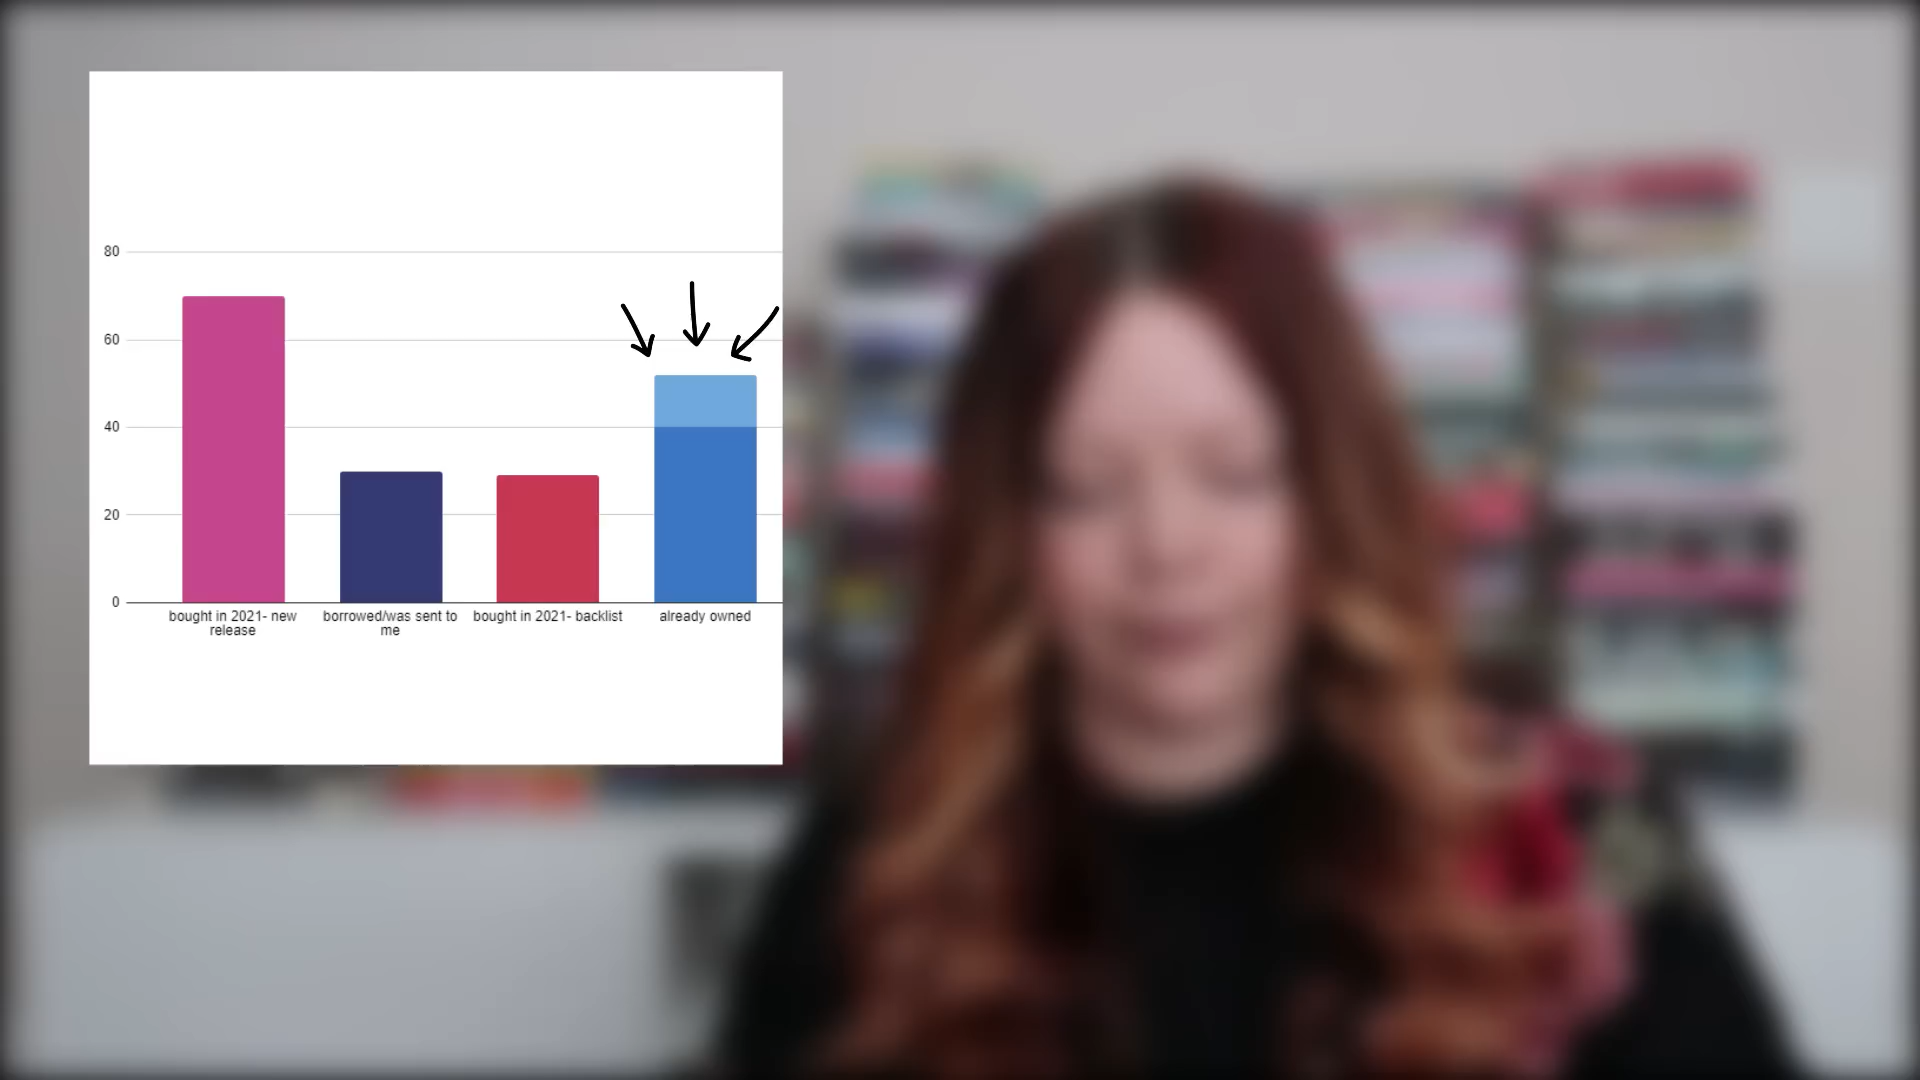 80
60
40
20
0
bought in 2021- new
release
borrowed/was sent to
me
bought in 2021- backlist
already owned